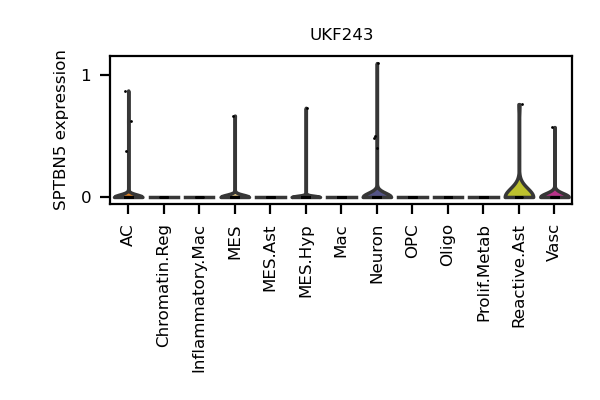 UKF243
SPTBN5 expression
1
0
AC
Chromatin.Reg
Inflammatory.Mac
MES
MES.Ast
MES.Hyp
Mac
Neuron
OPC
Oligo
Prolif.Metab
Reactive.Ast
Vasc